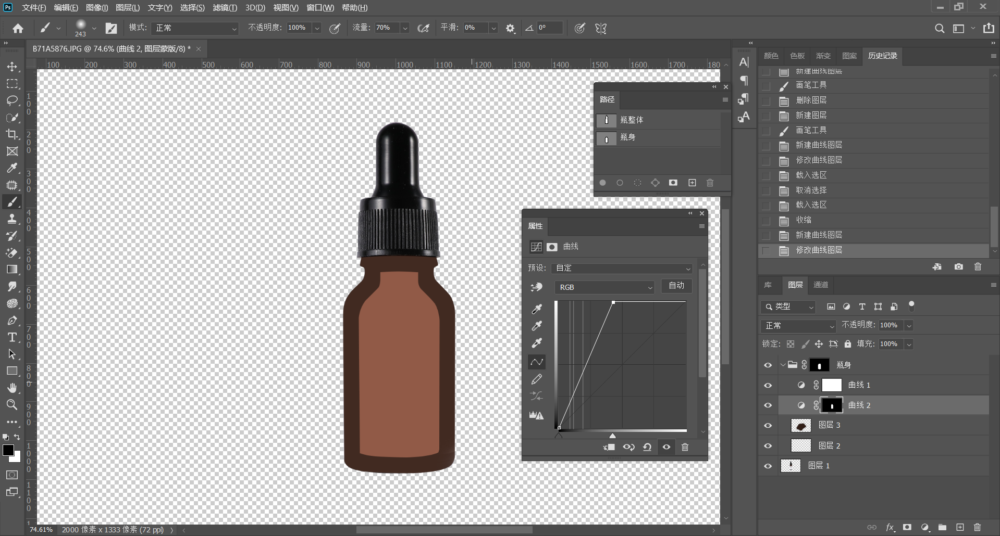 Ps 文件(F) 编辑(E) 图像(I) 图层(L) 文字(Y) 选择(S) 滤镜(T) 3D(D) 视图(V) 窗口(W) 帮助(H)
243 模式: 正常 不透明度: 100% 流量: 70% 平滑: 0% 0°
B71A5876.JPG @ 74.6% (曲线 2, 图层蒙版/8) *
100 200 300 400 500 600 700 800 900 1000 1100 1200 1300 1400 1500 1600 1700 1800
100
200
300
400
500
600
700
800
900
1000
1100
路径
瓶整体
瓶身
属性
曲线
预设: 自定
RGB 自动
颜色 色板 渐变 图案 历史记录
新建曲线图层
画笔工具
删除图层
新建图层
画笔工具
新建曲线图层
修改曲线图层
载入选区
取消选择
载入选区
收缩
新建曲线图层
修改曲线图层
库 图层 通道
类型
正常 不透明度: 100%
锁定: 填充: 100%
瓶身
曲线 1
曲线 2
图层 3
图层 2
图层 1
fx
74.61% 2000 像素 x 1333 像素 (72 ppi)